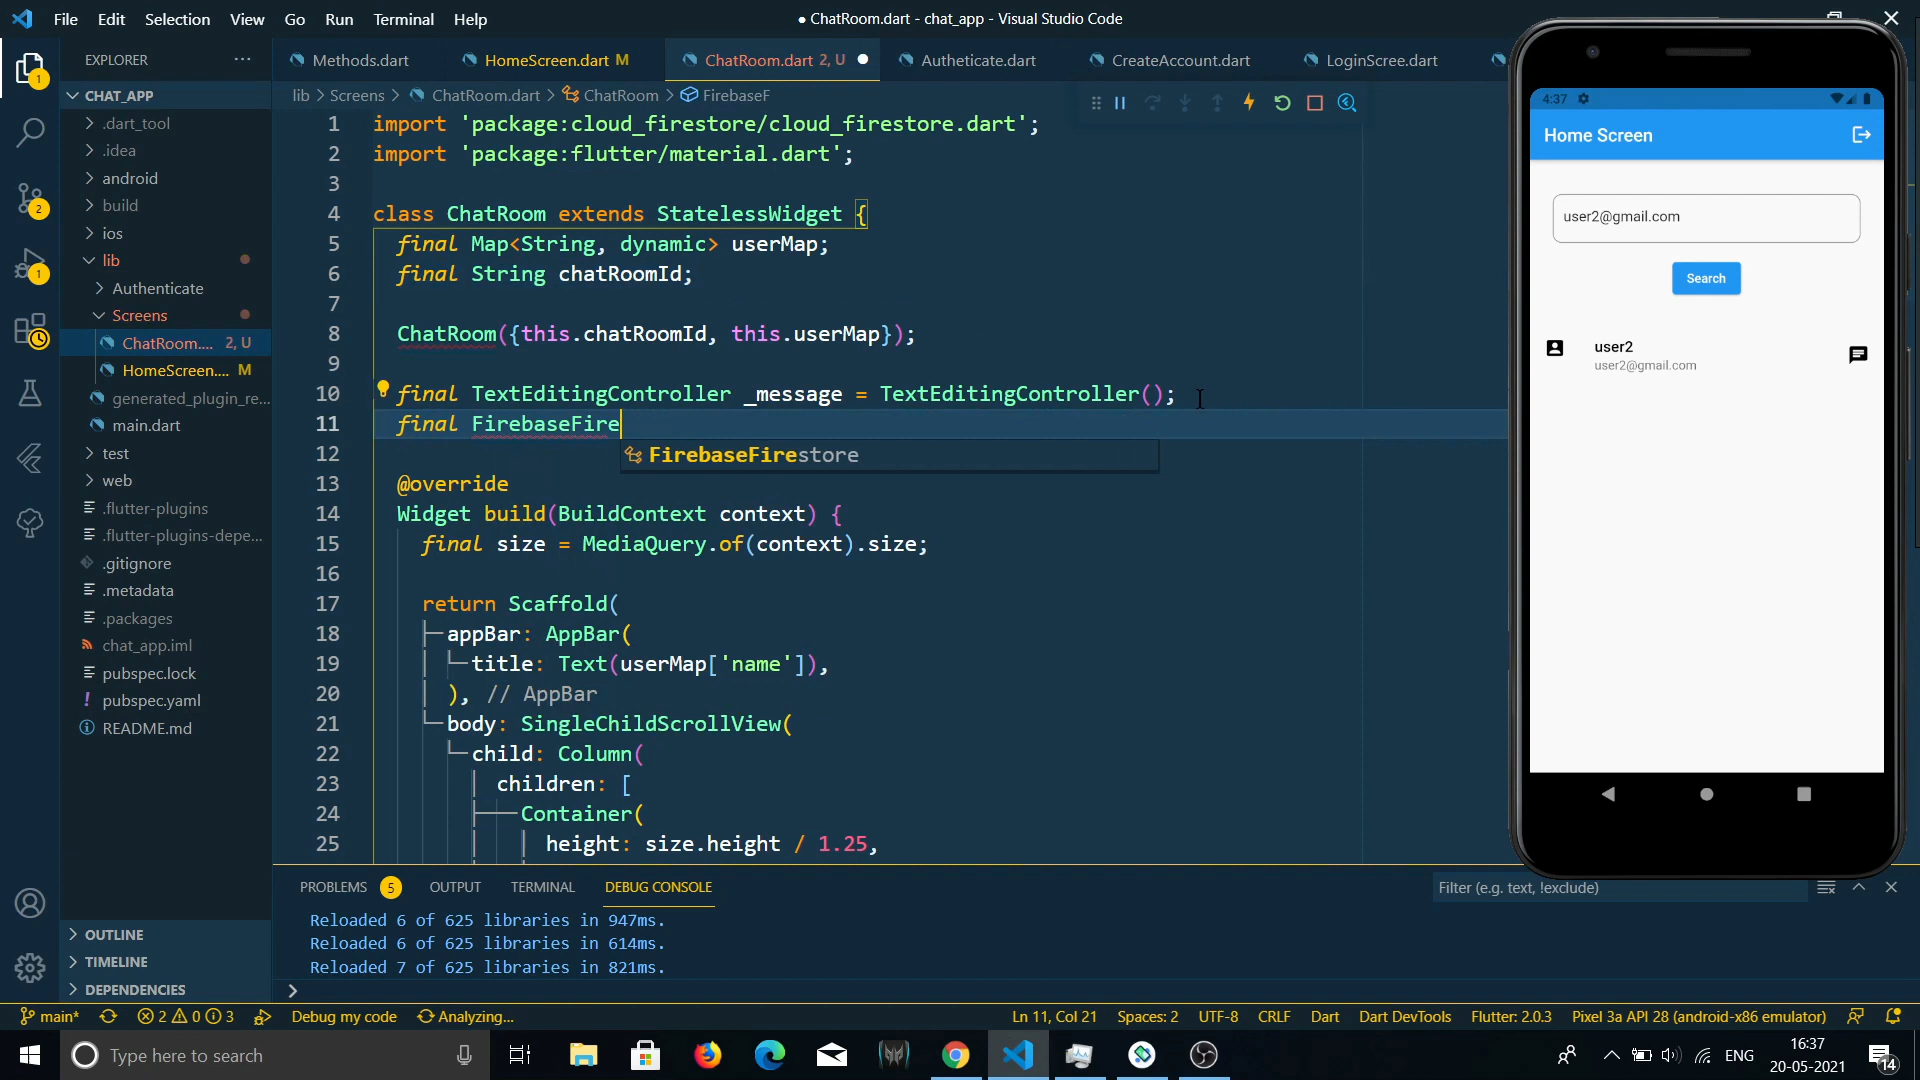 File Edit Selection View Go Run Terminal Help
● ChatRoom.dart - chat_app - Visual Studio Code
EXPLORER ...
Methods.dart
HomeScreen.dart M
ChatRoom.dart 2, U
Autheticate.dart
CreateAccount.dart
LoginScree.dart
CHAT_APP
lib > Screens > ChatRoom.dart > ChatRoom > FirebaseF
.dart_tool
.idea
android
build
ios
lib
Authenticate
Screens
ChatRoom.... 2, U
HomeScreen.... M
generated_plugin_re...
main.dart
test
web
.flutter-plugins
.flutter-plugins-depe...
.gitignore
.metadata
.packages
chat_app.iml
pubspec.lock
pubspec.yaml
README.md
OUTLINE
TIMELINE
DEPENDENCIES
1 import 'package:cloud_firestore/cloud_firestore.dart';
2 import 'package:flutter/material.dart';
3
4 class ChatRoom extends StatelessWidget {
5 final Map<String, dynamic> userMap;
6 final String chatRoomId;
7
8 ChatRoom({this.chatRoomId, this.userMap});
9
10 final TextEditingController _message = TextEditingController();
11 final FirebaseFire
FirebaseFirestore
12
13 @override
14 Widget build(BuildContext context) {
15 final size = MediaQuery.of(context).size;
16
17 return Scaffold(
18 appBar: AppBar(
19 title: Text(userMap['name']),
20 ), // AppBar
21 body: SingleChildScrollView(
22 child: Column(
23 children: [
24 Container(
25 height: size.height / 1.25,
4:37
Home Screen
user2@gmail.com
Search
user2
user2@gmail.com
PROBLEMS 5 OUTPUT TERMINAL DEBUG CONSOLE
Filter (e.g. text, !exclude)
Reloaded 6 of 625 libraries in 947ms.
Reloaded 6 of 625 libraries in 614ms.
Reloaded 7 of 625 libraries in 821ms.
main* 2 0 3 Debug my code Analyzing... Ln 11, Col 21 Spaces: 2 UTF-8 CRLF Dart Dart DevTools Flutter: 2.0.3 Pixel 3a API 28 (android-x86 emulator)
Type here to search
ENG
16:37
20-05-2021
14
1
2
1